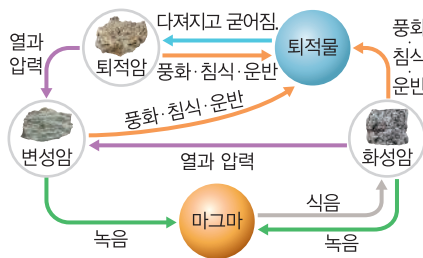 다져지고 굳어짐.
열과
압력
퇴적암
풍화·침식·운반
퇴적물
풍화·
침식·
운반
풍화·침식·운반
변성암
열과 압력
화성암
마그마
식음
녹음
녹음